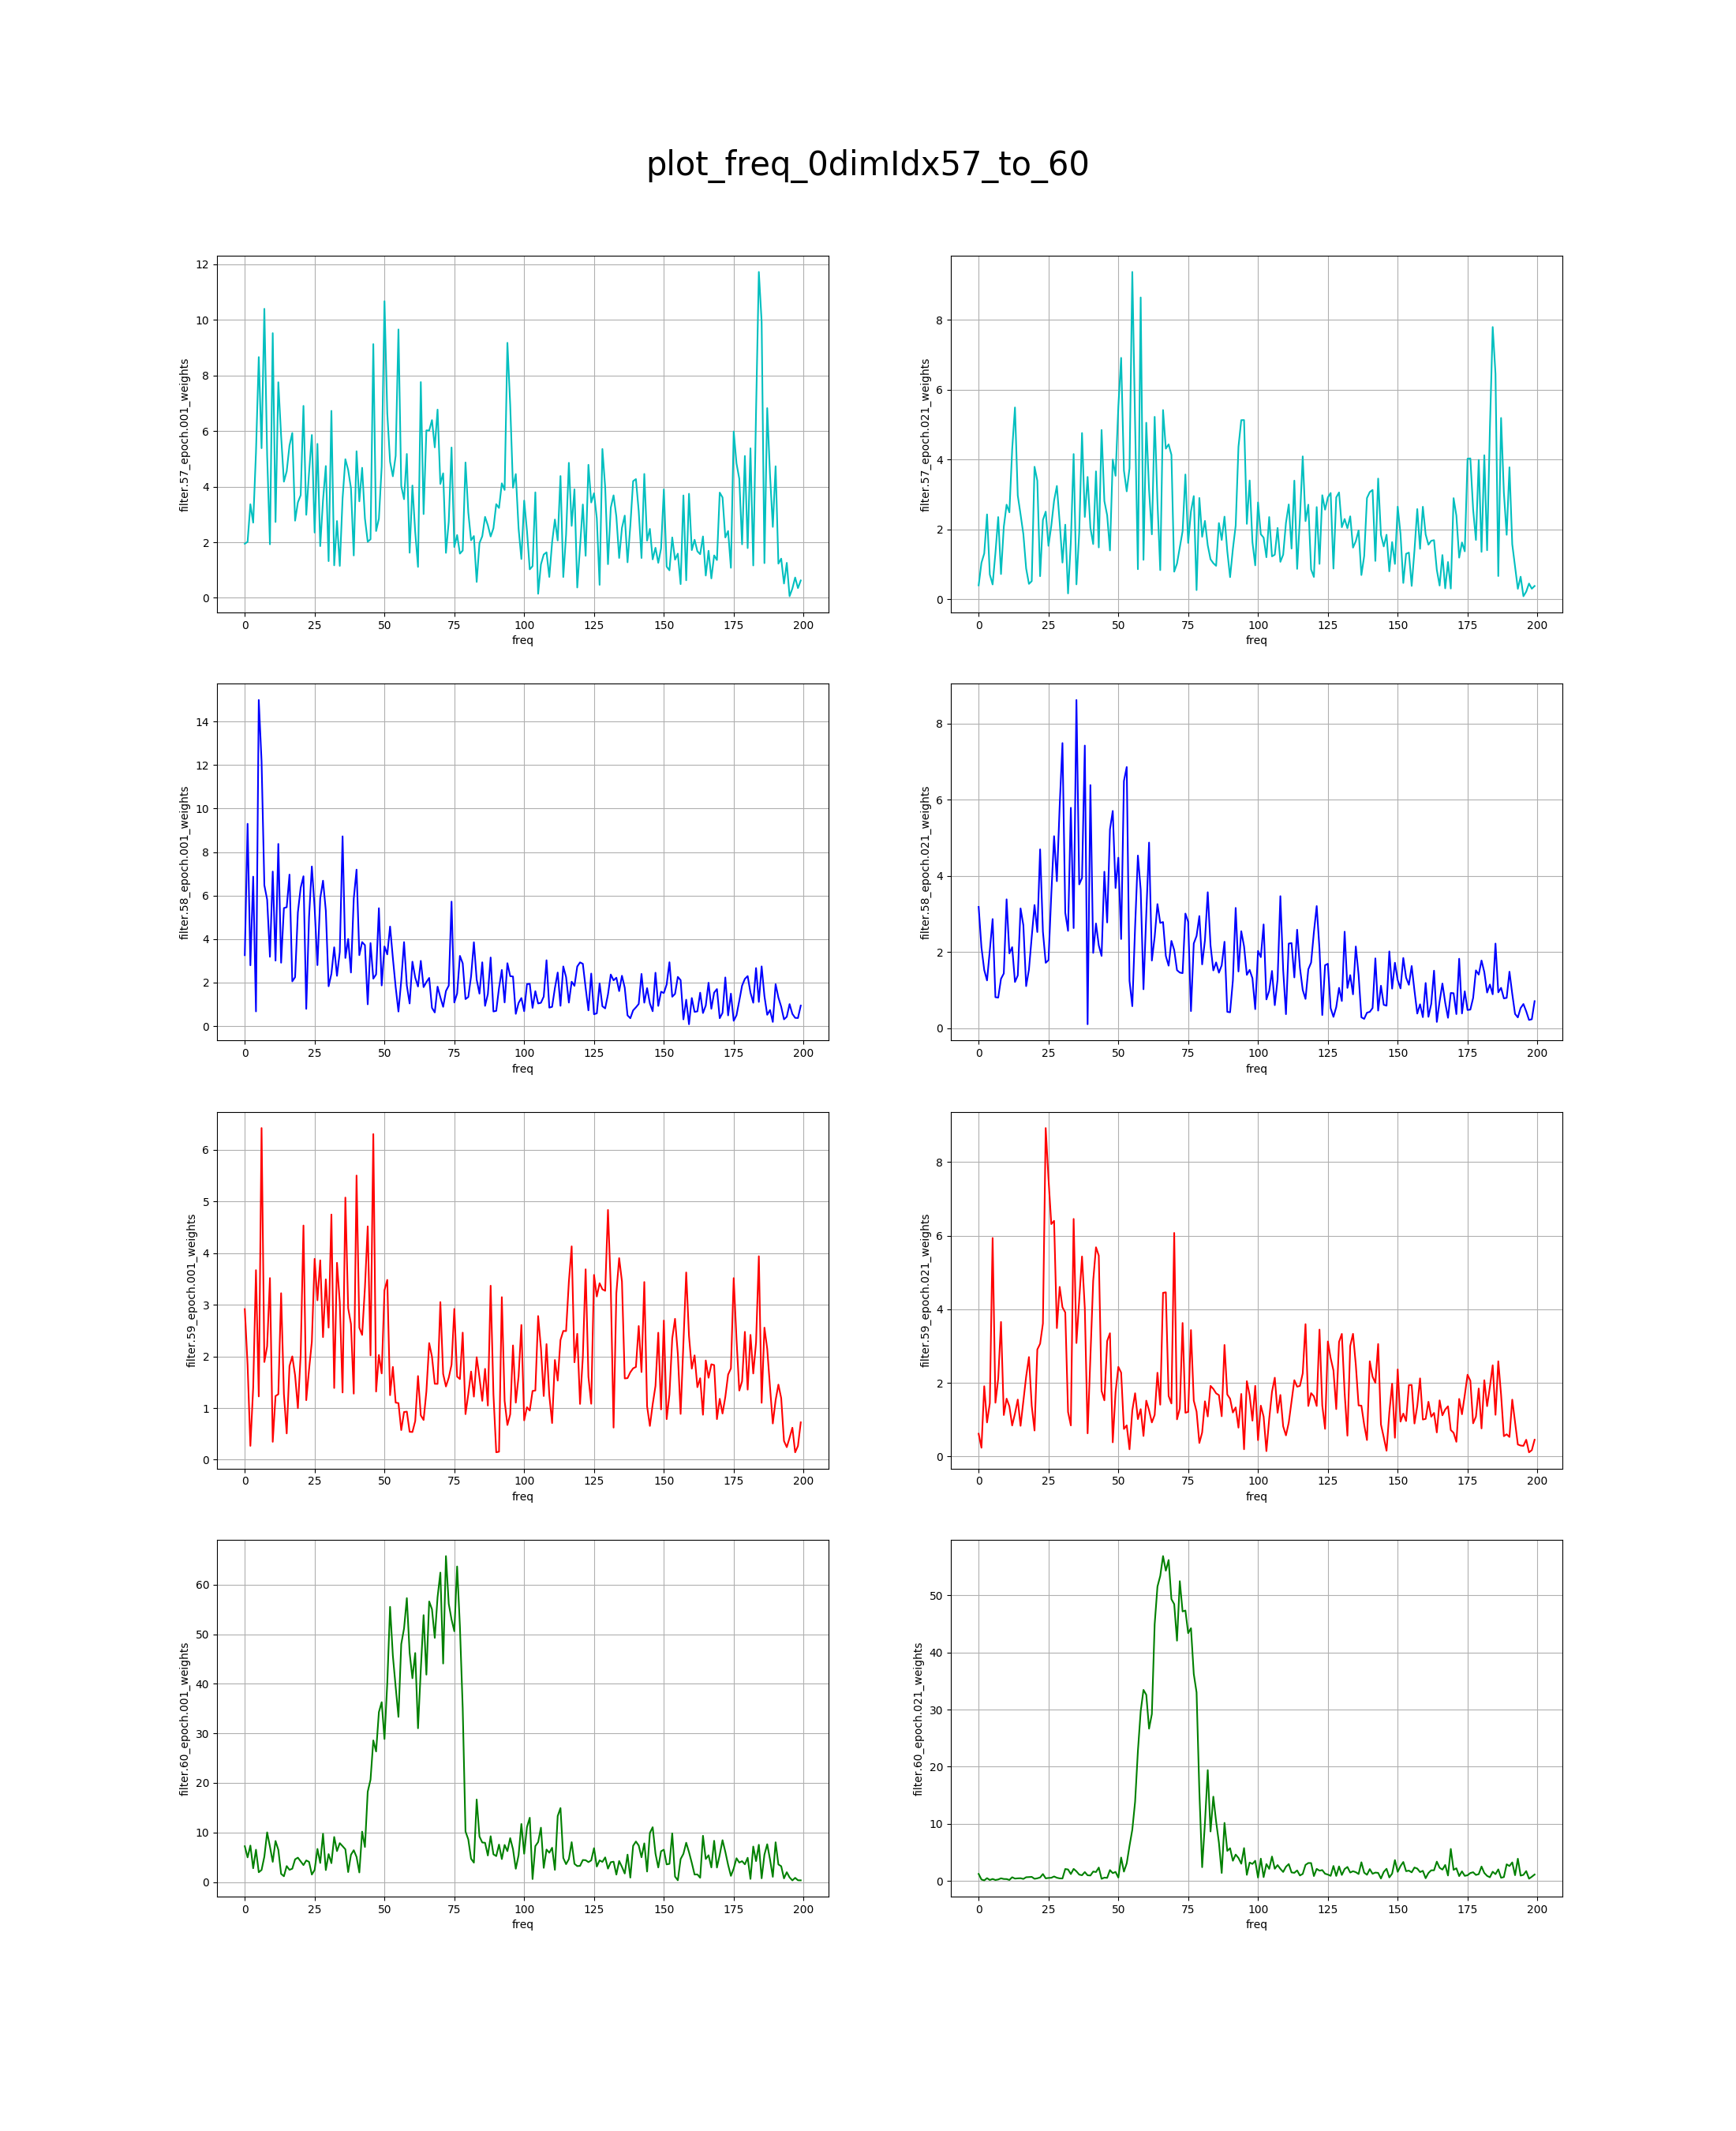 plot_freq_0dimIdx57_to_60
filter.57_epoch.001_weights
12
10
8
6
4
2
0
0 25 50 75 100 125 150 175 200
freq
filter.57_epoch.021_weights
8
6
4
2
0
0 25 50 75 100 125 150 175 200
freq
filter.58_epoch.001_weights
14
12
10
8
6
4
2
0
0 25 50 75 100 125 150 175 200
freq
filter.58_epoch.021_weights
8
6
4
2
0
0 25 50 75 100 125 150 175 200
freq
filter.59_epoch.001_weights
6
5
4
3
2
1
0
0 25 50 75 100 125 150 175 200
freq
filter.59_epoch.021_weights
8
6
4
2
0
0 25 50 75 100 125 150 175 200
freq
filter.60_epoch.001_weights
60
50
40
30
20
10
0
0 25 50 75 100 125 150 175 200
freq
filter.60_epoch.021_weights
50
40
30
20
10
0
0 25 50 75 100 125 150 175 200
freq